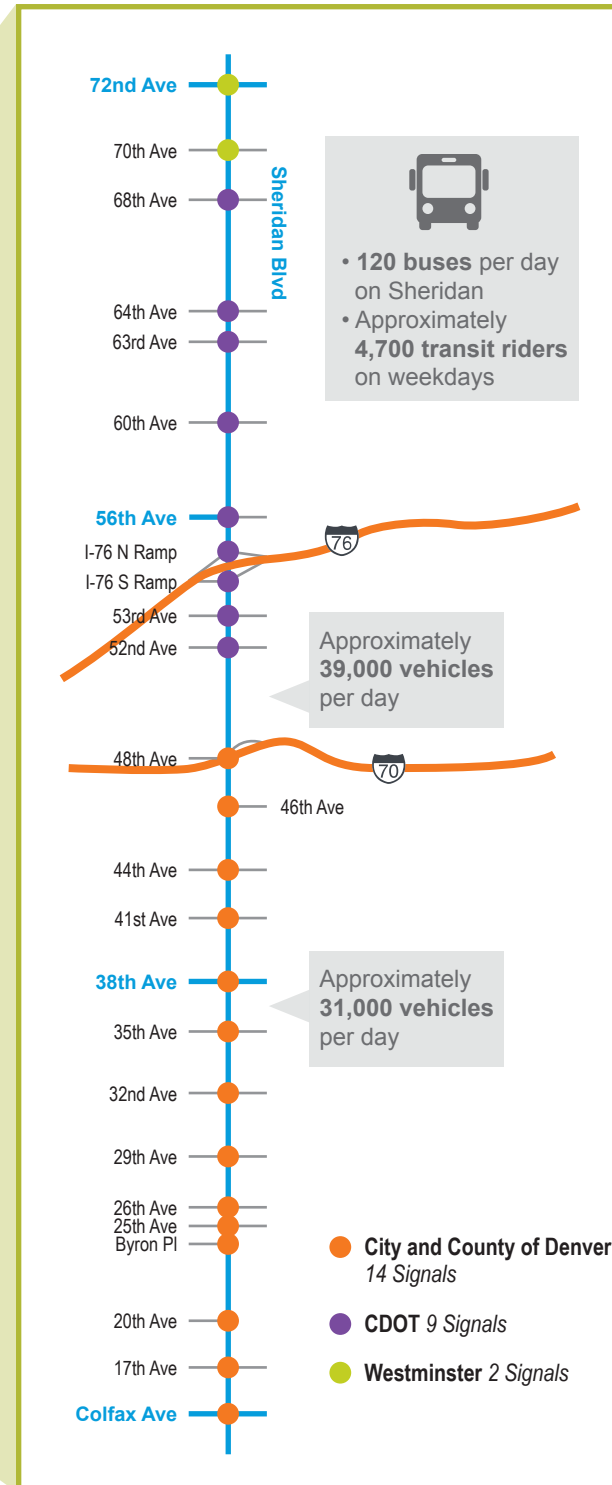 72nd Ave
70th Ave
68th Ave
Sheridan Blvd
• 120 buses per day
on Sheridan
• Approximately
4,700 transit riders
on weekdays
64th Ave
63rd Ave
60th Ave
56th Ave
I-76 N Ramp
76
I-76 S Ramp
53rd Ave
52nd Ave
Approximately
39,000 vehicles
per day
48th Ave
70
46th Ave
44th Ave
41st Ave
38th Ave
Approximately
31,000 vehicles
per day
35th Ave
32nd Ave
29th Ave
26th Ave
25th Ave
Byron Pl
20th Ave
17th Ave
Colfax Ave
City and County of Denver
14 Signals
CDOT 9 Signals
Westminster 2 Signals